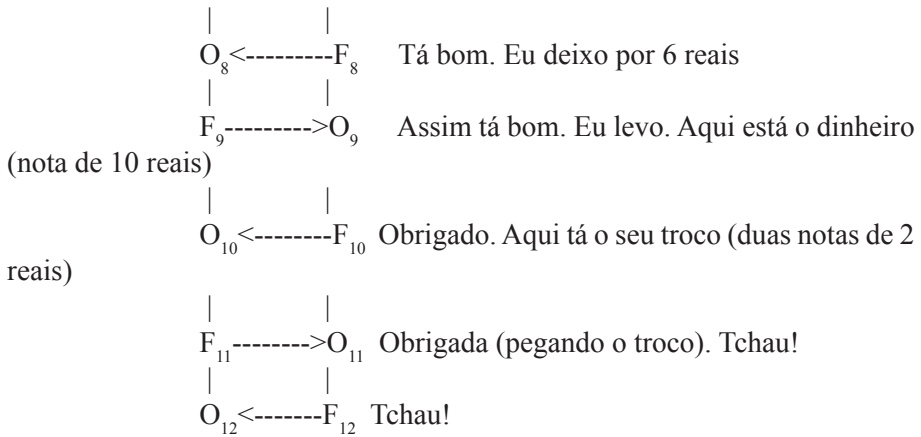 |                |
O8<---------F8 Tá bom. Eu deixo por 6 reais
|                |
F9--------->O9 Assim tá bom. Eu levo. Aqui está o dinheiro
(nota de 10 reais)
|                |
O10<--------F10 Obrigado. Aqui tá o seu troco (duas notas de 2
reais)
|                |
F11-------->O11 Obrigada (pegando o troco). Tchau!
|                |
O12<-------F12 Tchau!